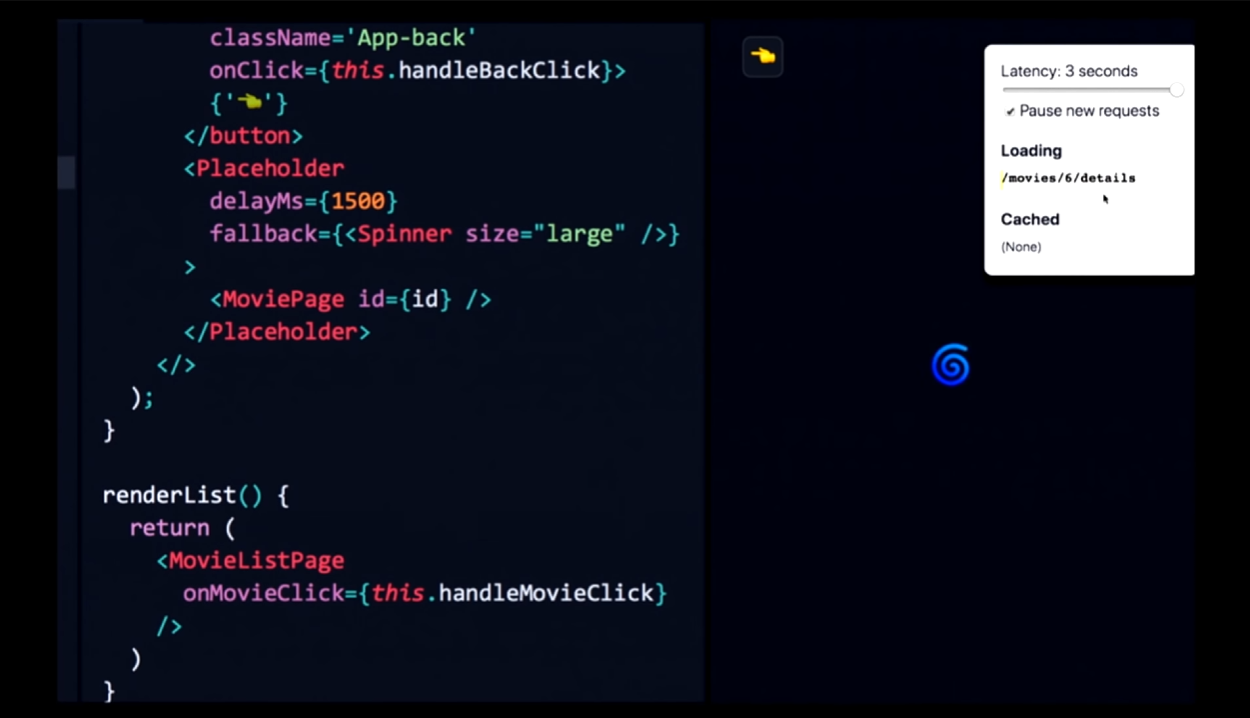 className='App-back'
onClick={this.handleBackClick}>
{'👈'}
</button>
<Placeholder
delayMs={1500}
fallback={<Spinner size="large" />}
>
<MoviePage id={id} />
</Placeholder>
</>
);
}
renderList() {
return (
<MovieListPage
onMovieClick={this.handleMovieClick}
/>
)
}
👈
Latency: 3 seconds
✔ Pause new requests
Loading
/movies/6/details
Cached
(None)